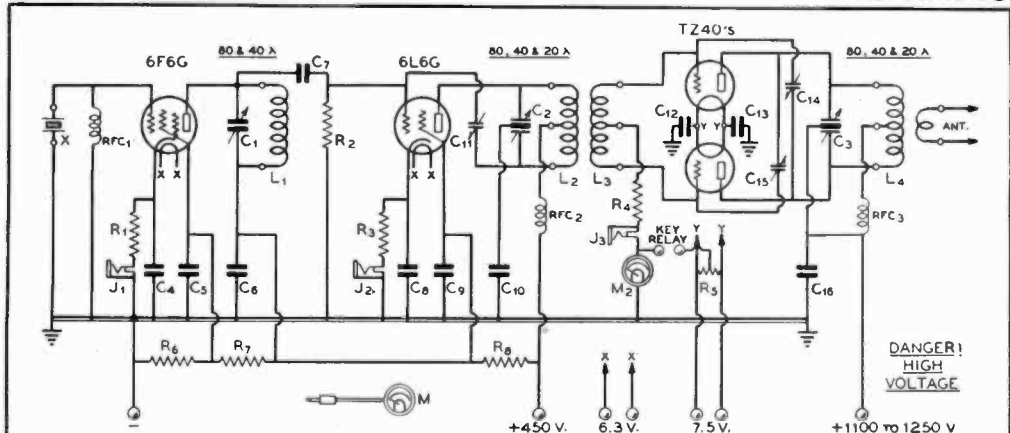 80 & 40 λ
80, 40 & 20 λ
TZ40's
80, 40 & 20 λ
6F6G
6L6G
C7
C14
C2
C12
C13
C11
Y Y
X
RFC1
C1
R2
Y Y
C3
ANT.
X X
L1
X X
L2
L3
C15
L4
R1
R3
RFC2
R4
J3
KEY RELAY
Y
Y
RFC3
J1
C4
C5
C6
J2
C8
C9
C10
M2
R5
C16
R6
R7
R8
DANGER!
HIGH
VOLTAGE
X
X
M
–
+450 V.
6.3 V.
7.5 V.
+1100 TO 1250 V